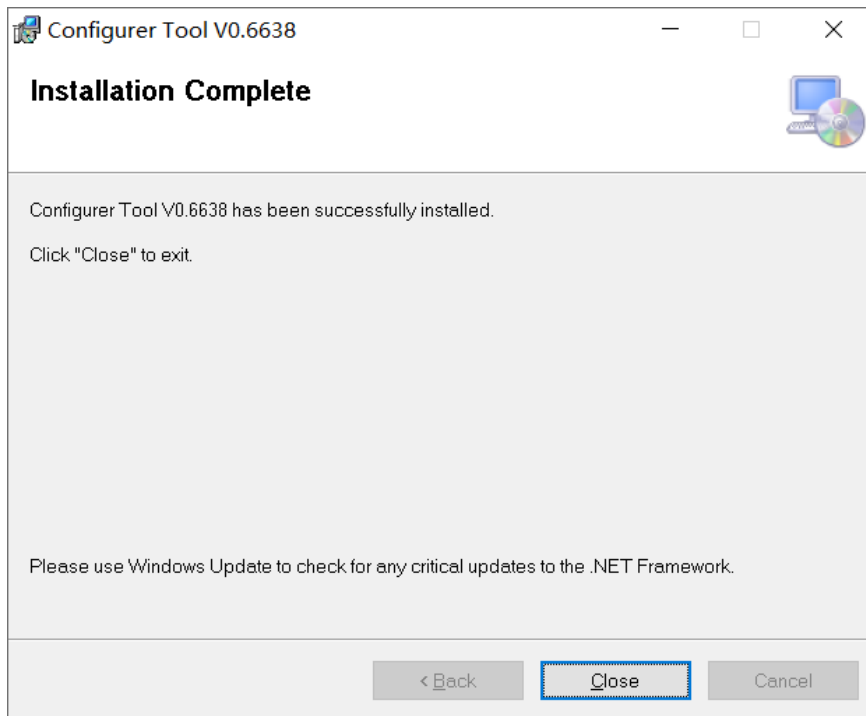 Configurer Tool V0.6638
Installation Complete
Configurer Tool V0.6638 has been successfully installed.
Click "Close" to exit.
Please use Windows Update to check for any critical updates to the .NET Framework.
< Back
Close
Cancel